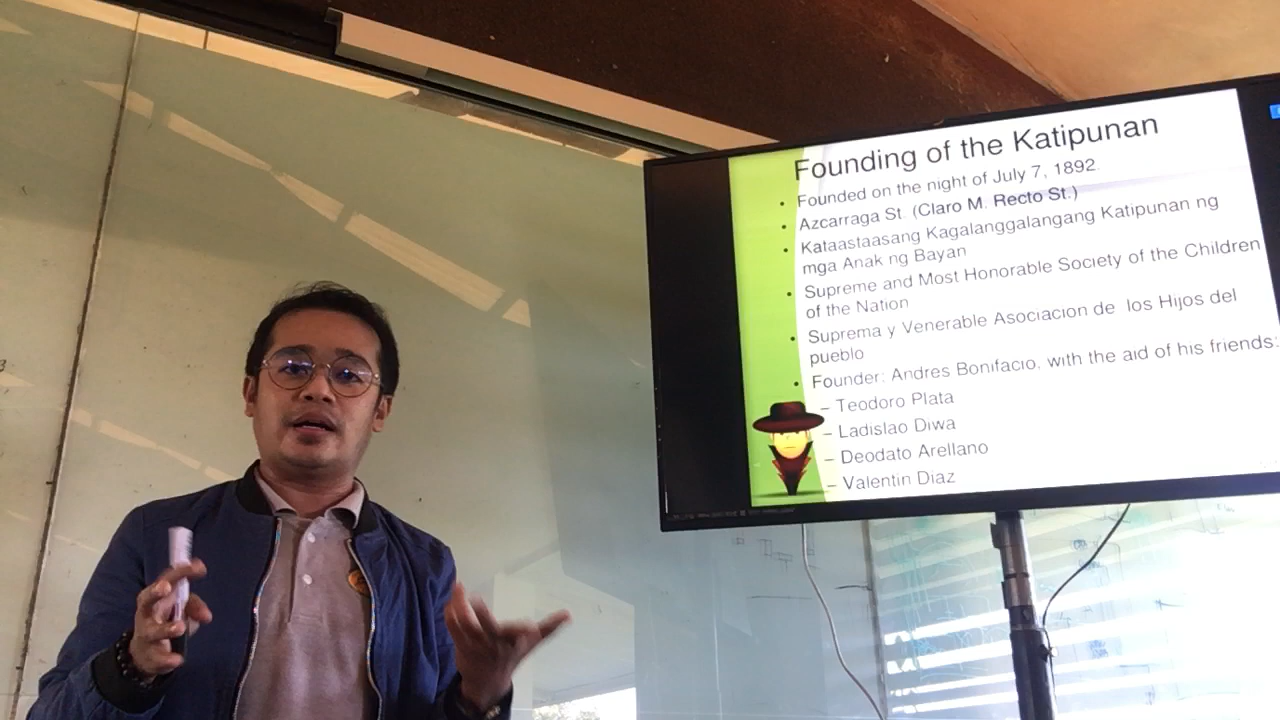 Founding of the Katipunan
• Founded on the night of July 7, 1892.
• Azcarraga St. (Claro M. Recto St.)
• Kataastaasang Kagalanggalangang Katipunan ng
mga Anak ng Bayan
• Supreme and Most Honorable Society of the Children
of the Nation
• Suprema y Venerable Asociacion de los Hijos del
pueblo
• Founder: Andres Bonifacio, with the aid of his friends:
– Teodoro Plata
– Ladislao Diwa
– Deodato Arellano
– Valentin Diaz